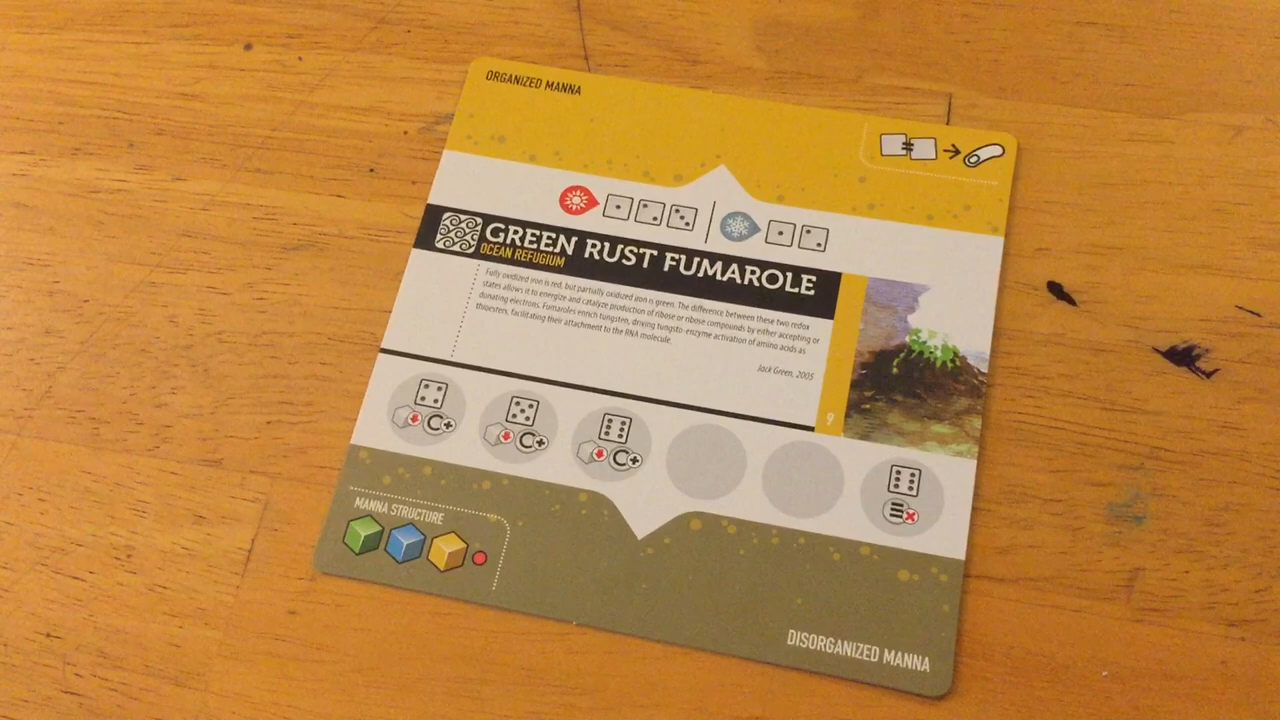 ORGANIZED MANNA
GREEN RUST FUMAROLE
OCEAN REFUGIUM
Fully oxidized iron is red, but partially oxidized iron is green. The difference between these two redox
states allows it to energize and catalyze production of ribose or ribose compounds by either accepting or
donating electrons. Fumaroles enrich tungsten, driving tungsto-enzyme activation of amino acids as
thioesters, facilitating their attachment to the RNA molecule.
Jack Green, 2005
9
MANNA STRUCTURE
DISORGANIZED MANNA